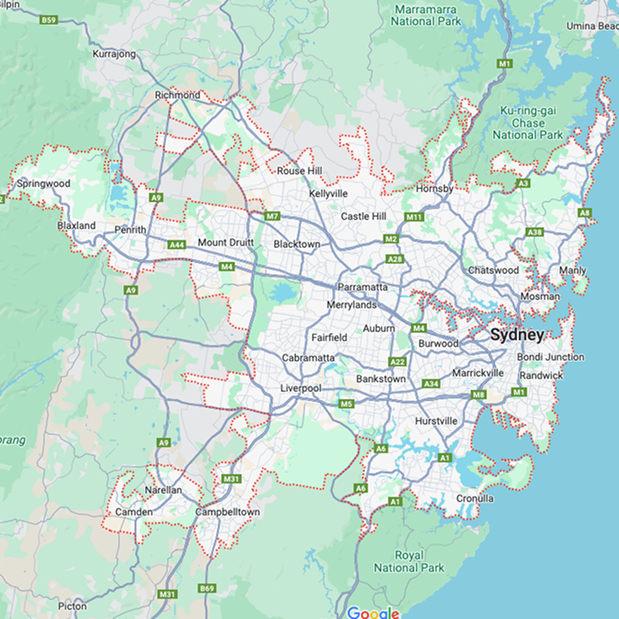 ilpin
B59
Marramarra
National Park
Umina Beac
Kurrajong
M1
Richmond
Ku-ring-gai
Chase
National Park
Rouse Hill
Springwood
A9
Kellyville
Hornsby
A3
2
Blaxland
Penrith
M7
Castle Hill
M11
A8
A44
Mount Druitt
Blacktown
M2
A38
M4
A28
Chatswood
Manly
A9
Parramatta
Merrylands
Mosman
Auburn
M4
Sydney
Fairfield
Burwood
Cabramatta
A22
Bondi Junction
Liverpool
Bankstown
A34
Marrickville
Randwick
M5
M8
M1
Hurstville
orang
A9
A6
A1
M31
Narellan
A6
Cronulla
Camden
Campbelltown
A1
Royal
National Park
B69
M31
Picton
Google